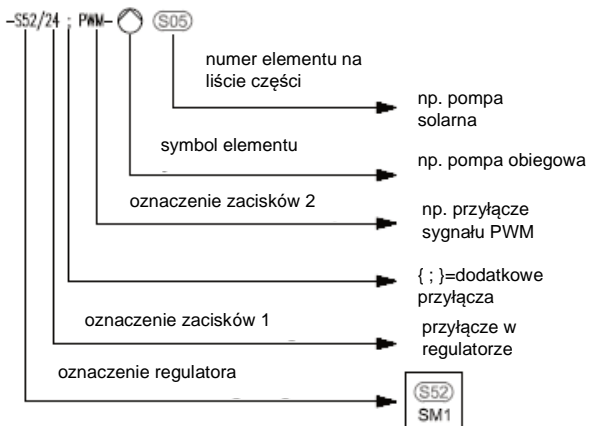 -S52/24 ; PWM- S05
numer elementu na
liście części
np. pompa
solarna
symbol elementu
np. pompa obiegowa
oznaczenie zacisków 2
np. przyłącze
sygnału PWM
{ ; }=dodatkowe
przyłącza
oznaczenie zacisków 1
przyłącze w
regulatorze
oznaczenie regulatora
S52
SM1